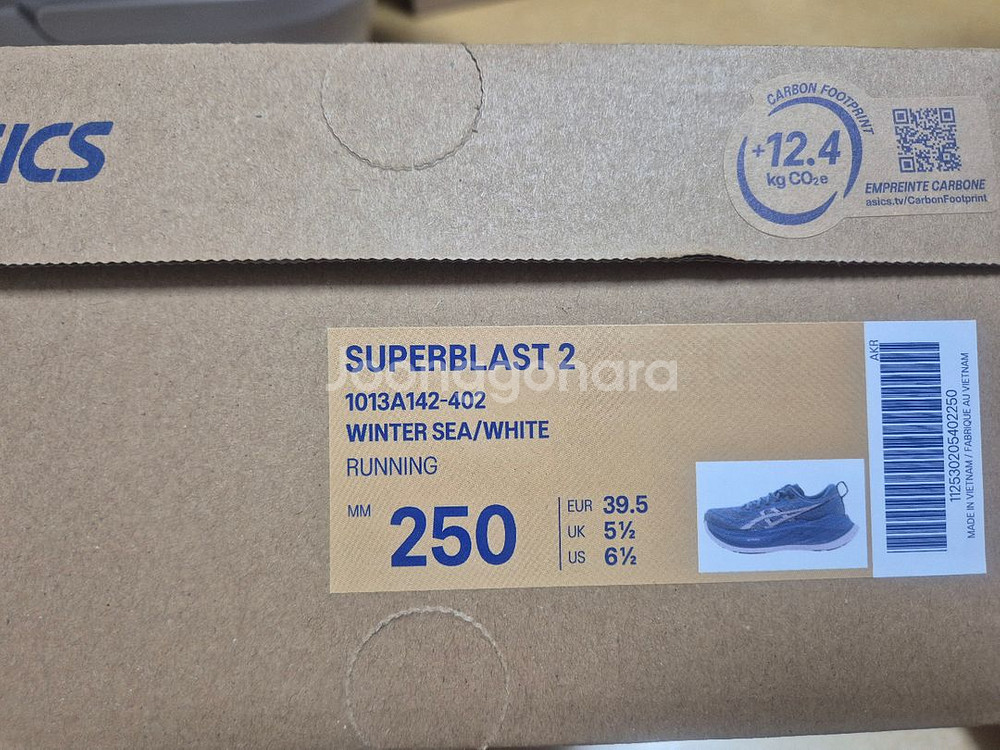 ICS
CARBON FOOTPRINT
+12.4
kg CO₂e
EMPREINTE CARBONE
asics.tv/CarbonFootprint
SUPERBLAST 2
Joonggonara
1013A142-402
WINTER SEA/WHITE
RUNNING
MM 250
EUR 39.5
UK 5½
US 6½
AKR
112530205402250
MADE IN VIETNAM / FABRIQUE AU VIETNAM